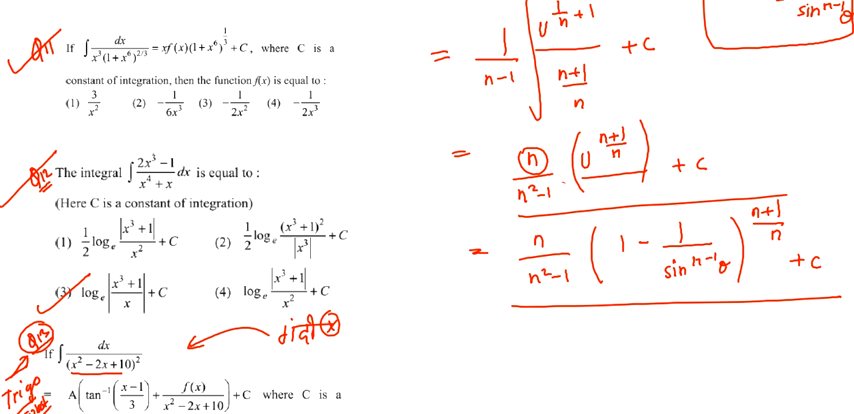 Q11 If ∫ dx / x³(1+x⁶)^(2/3) = xf(x)(1+x⁶)^(1/3) + C, where C is a
constant of integration, then the function f(x) is equal to :
(1) 3/x² (2) −1/6x³ (3) −1/2x² (4) −1/2x³
Q12 The integral ∫ 2x³−1 / x⁴+x dx is equal to :
(Here C is a constant of integration)
(1) 1/2 logₑ |x³+1| / x² + C (2) 1/2 logₑ (x³+1)² / |x³| + C
(3) logₑ |x³+1 / x| + C (4) logₑ |x³+1| / x² + C
Q13
If ∫ dx / (x²−2x+10)²
Trigo
= A( tan⁻¹( x−1 / 3 ) + f(x) / x²−2x+10 ) + C where C is a
sinⁿ⁻¹θ
= 1/n−1 U^(1/n +1) / (n+1/n) + C
= n/n²−1 · ( U^(n+1/n) ) + C
= n/n²−1 ( 1 − 1/sinⁿ⁻¹θ )^(n+1/n) + C